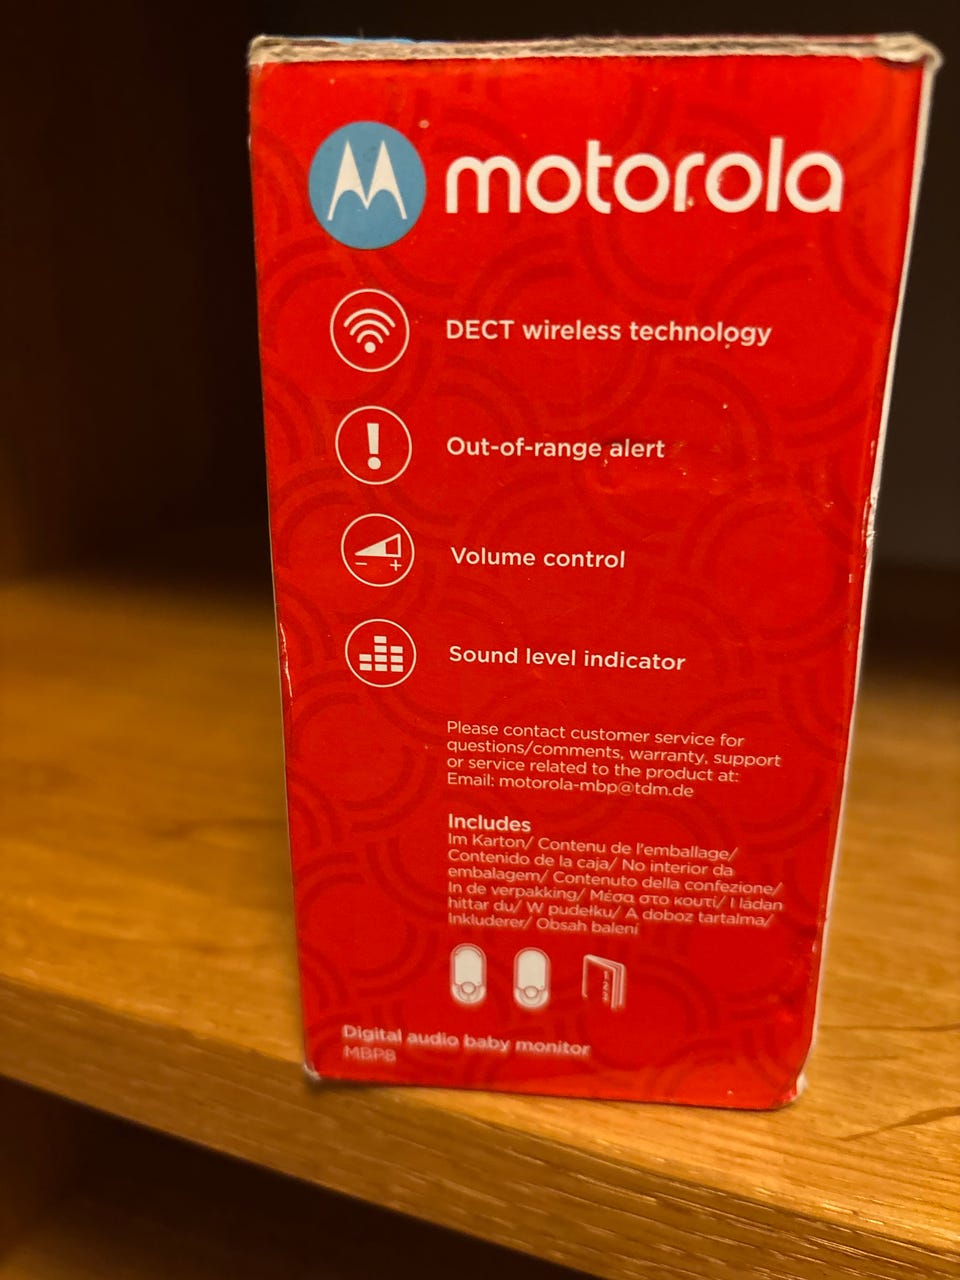 motorola
DECT wireless technology
Out-of-range alert
Volume control
Sound level indicator
Please contact customer service for
questions/comments, warranty, support
or service related to the product at:
Email: motorola-mbp@tdm.de
Includes
Im Karton/ Contenu de l'emballage/
Contenido de la caja/ No interior da
embalagem/ Contenuto della confezione/
In de verpakking/ Μέσα στο κουτί/ I lådan
hittar du/ W pudełku/ A doboz tartalma/
Inkluderer/ Obsah balení
1
2
3
Digital audio baby monitor
MBP8